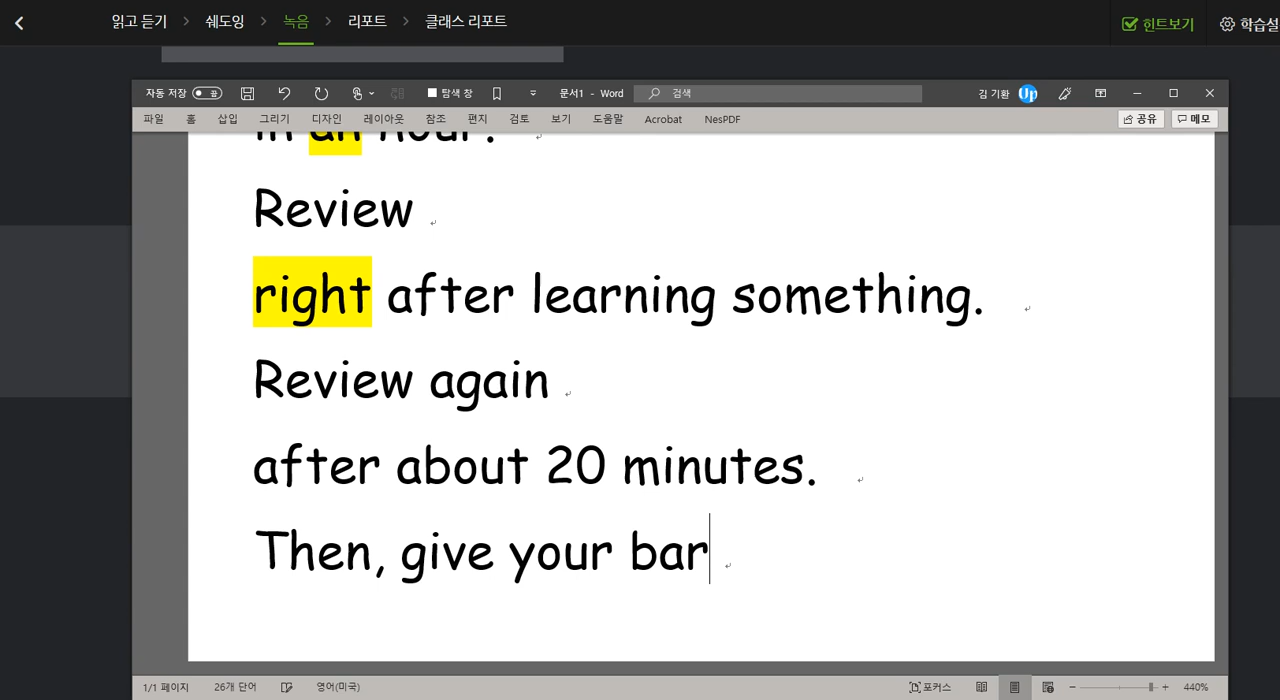 읽고 듣기 > 쉐도잉 > 녹음 > 리포트 > 클래스 리포트
힌트보기
학습설
자동 저장
탐색 창
문서1 - Word
검색
김 기환
Up
파일 홈 삽입 그리기 디자인 레이아웃 참조 편지 검토 보기 도움말 Acrobat NesPDF
공유
메모
in an hour.
Review
right after learning something.
Review again
after about 20 minutes.
Then, give your bar
1/1 페이지
26개 단어
영어(미국)
포커스
440%